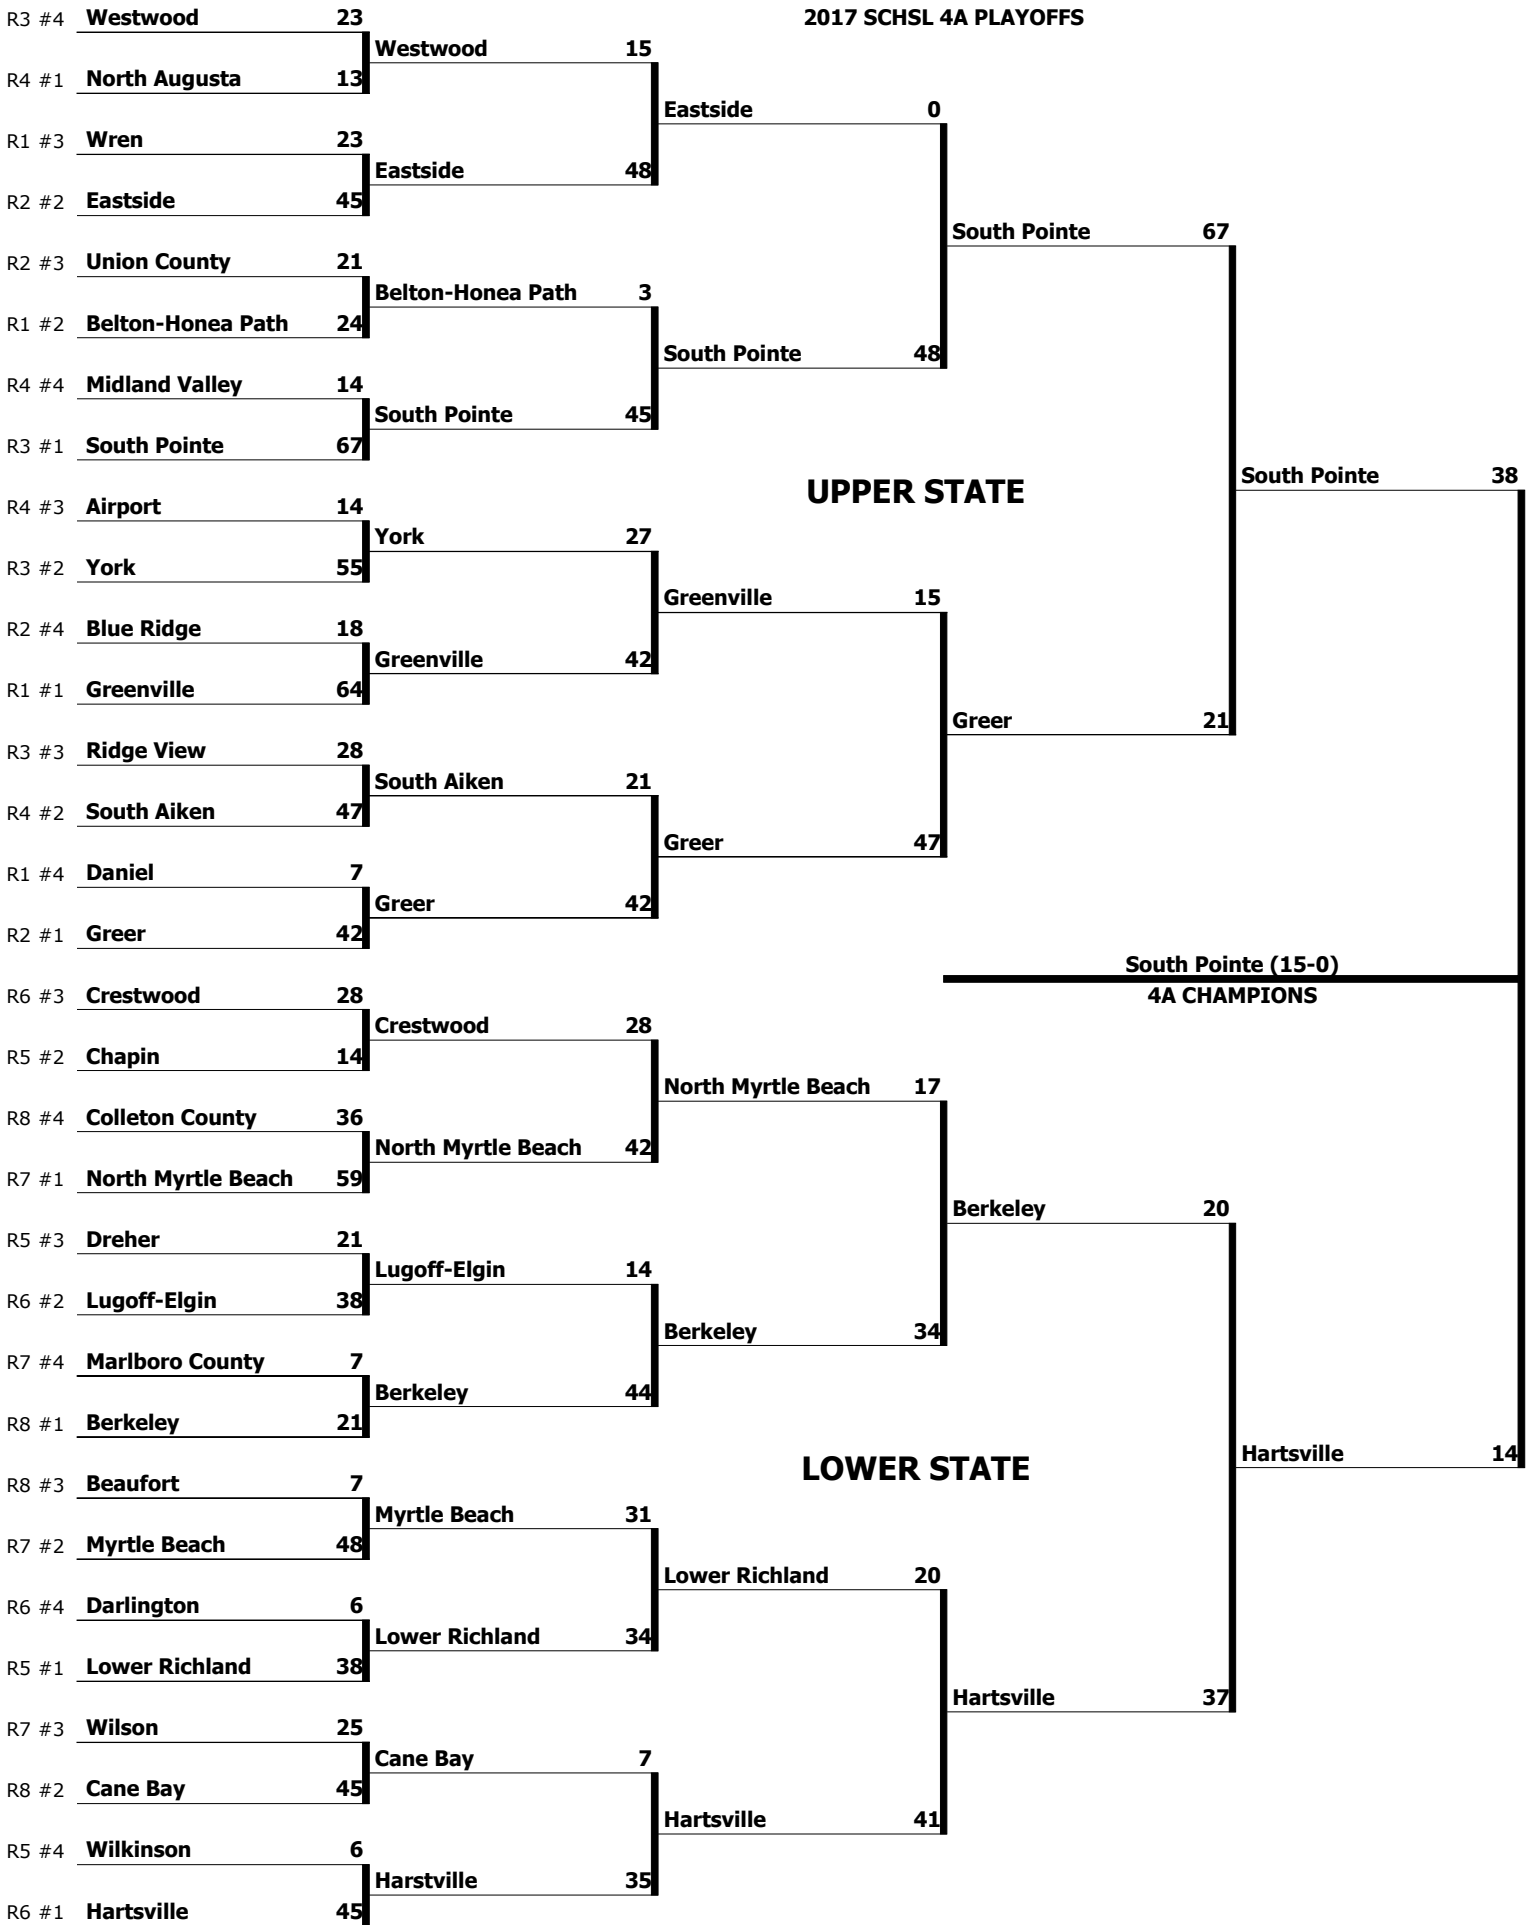 2017 SCHSL 4A PLAYOFFS
R3 #4 Westwood 23
Westwood 15
R4 #1 North Augusta 13
Eastside 0
R1 #3 Wren 23
Eastside 48
R2 #2 Eastside 45
South Pointe 67
R2 #3 Union County 21
Belton-Honea Path 3
R1 #2 Belton-Honea Path 24
South Pointe 48
R4 #4 Midland Valley 14
South Pointe 45
R3 #1 South Pointe 67
South Pointe 38
UPPER STATE
R4 #3 Airport 14
York 27
R3 #2 York 55
Greenville 15
R2 #4 Blue Ridge 18
Greenville 42
R1 #1 Greenville 64
Greer 21
R3 #3 Ridge View 28
South Aiken 21
R4 #2 South Aiken 47
Greer 47
R1 #4 Daniel 7
Greer 42
R2 #1 Greer 42
South Pointe (15-0)
4A CHAMPIONS
R6 #3 Crestwood 28
Crestwood 28
R5 #2 Chapin 14
North Myrtle Beach 17
R8 #4 Colleton County 36
North Myrtle Beach 42
R7 #1 North Myrtle Beach 59
Berkeley 20
R5 #3 Dreher 21
Lugoff-Elgin 14
R6 #2 Lugoff-Elgin 38
Berkeley 34
R7 #4 Marlboro County 7
Berkeley 44
R8 #1 Berkeley 21
Hartsville 14
LOWER STATE
R8 #3 Beaufort 7
Myrtle Beach 31
R7 #2 Myrtle Beach 48
Lower Richland 20
R6 #4 Darlington 6
Lower Richland 34
R5 #1 Lower Richland 38
Hartsville 37
R7 #3 Wilson 25
Cane Bay 7
R8 #2 Cane Bay 45
Hartsville 41
R5 #4 Wilkinson 6
Harstville 35
R6 #1 Hartsville 45